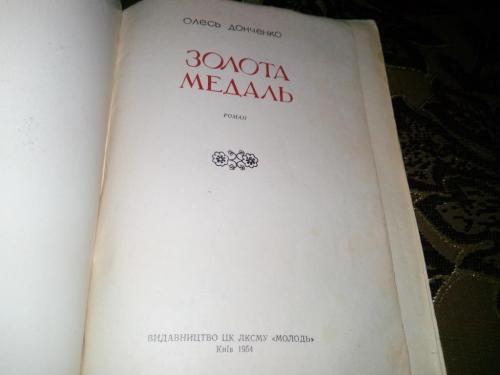 Олесь Донченко
ЗОЛОТА
МЕДАЛЬ
РОМАН
ВИДАВНИЦТВО ЦК ЛКСМУ «МОЛОДЬ»
Київ 1954